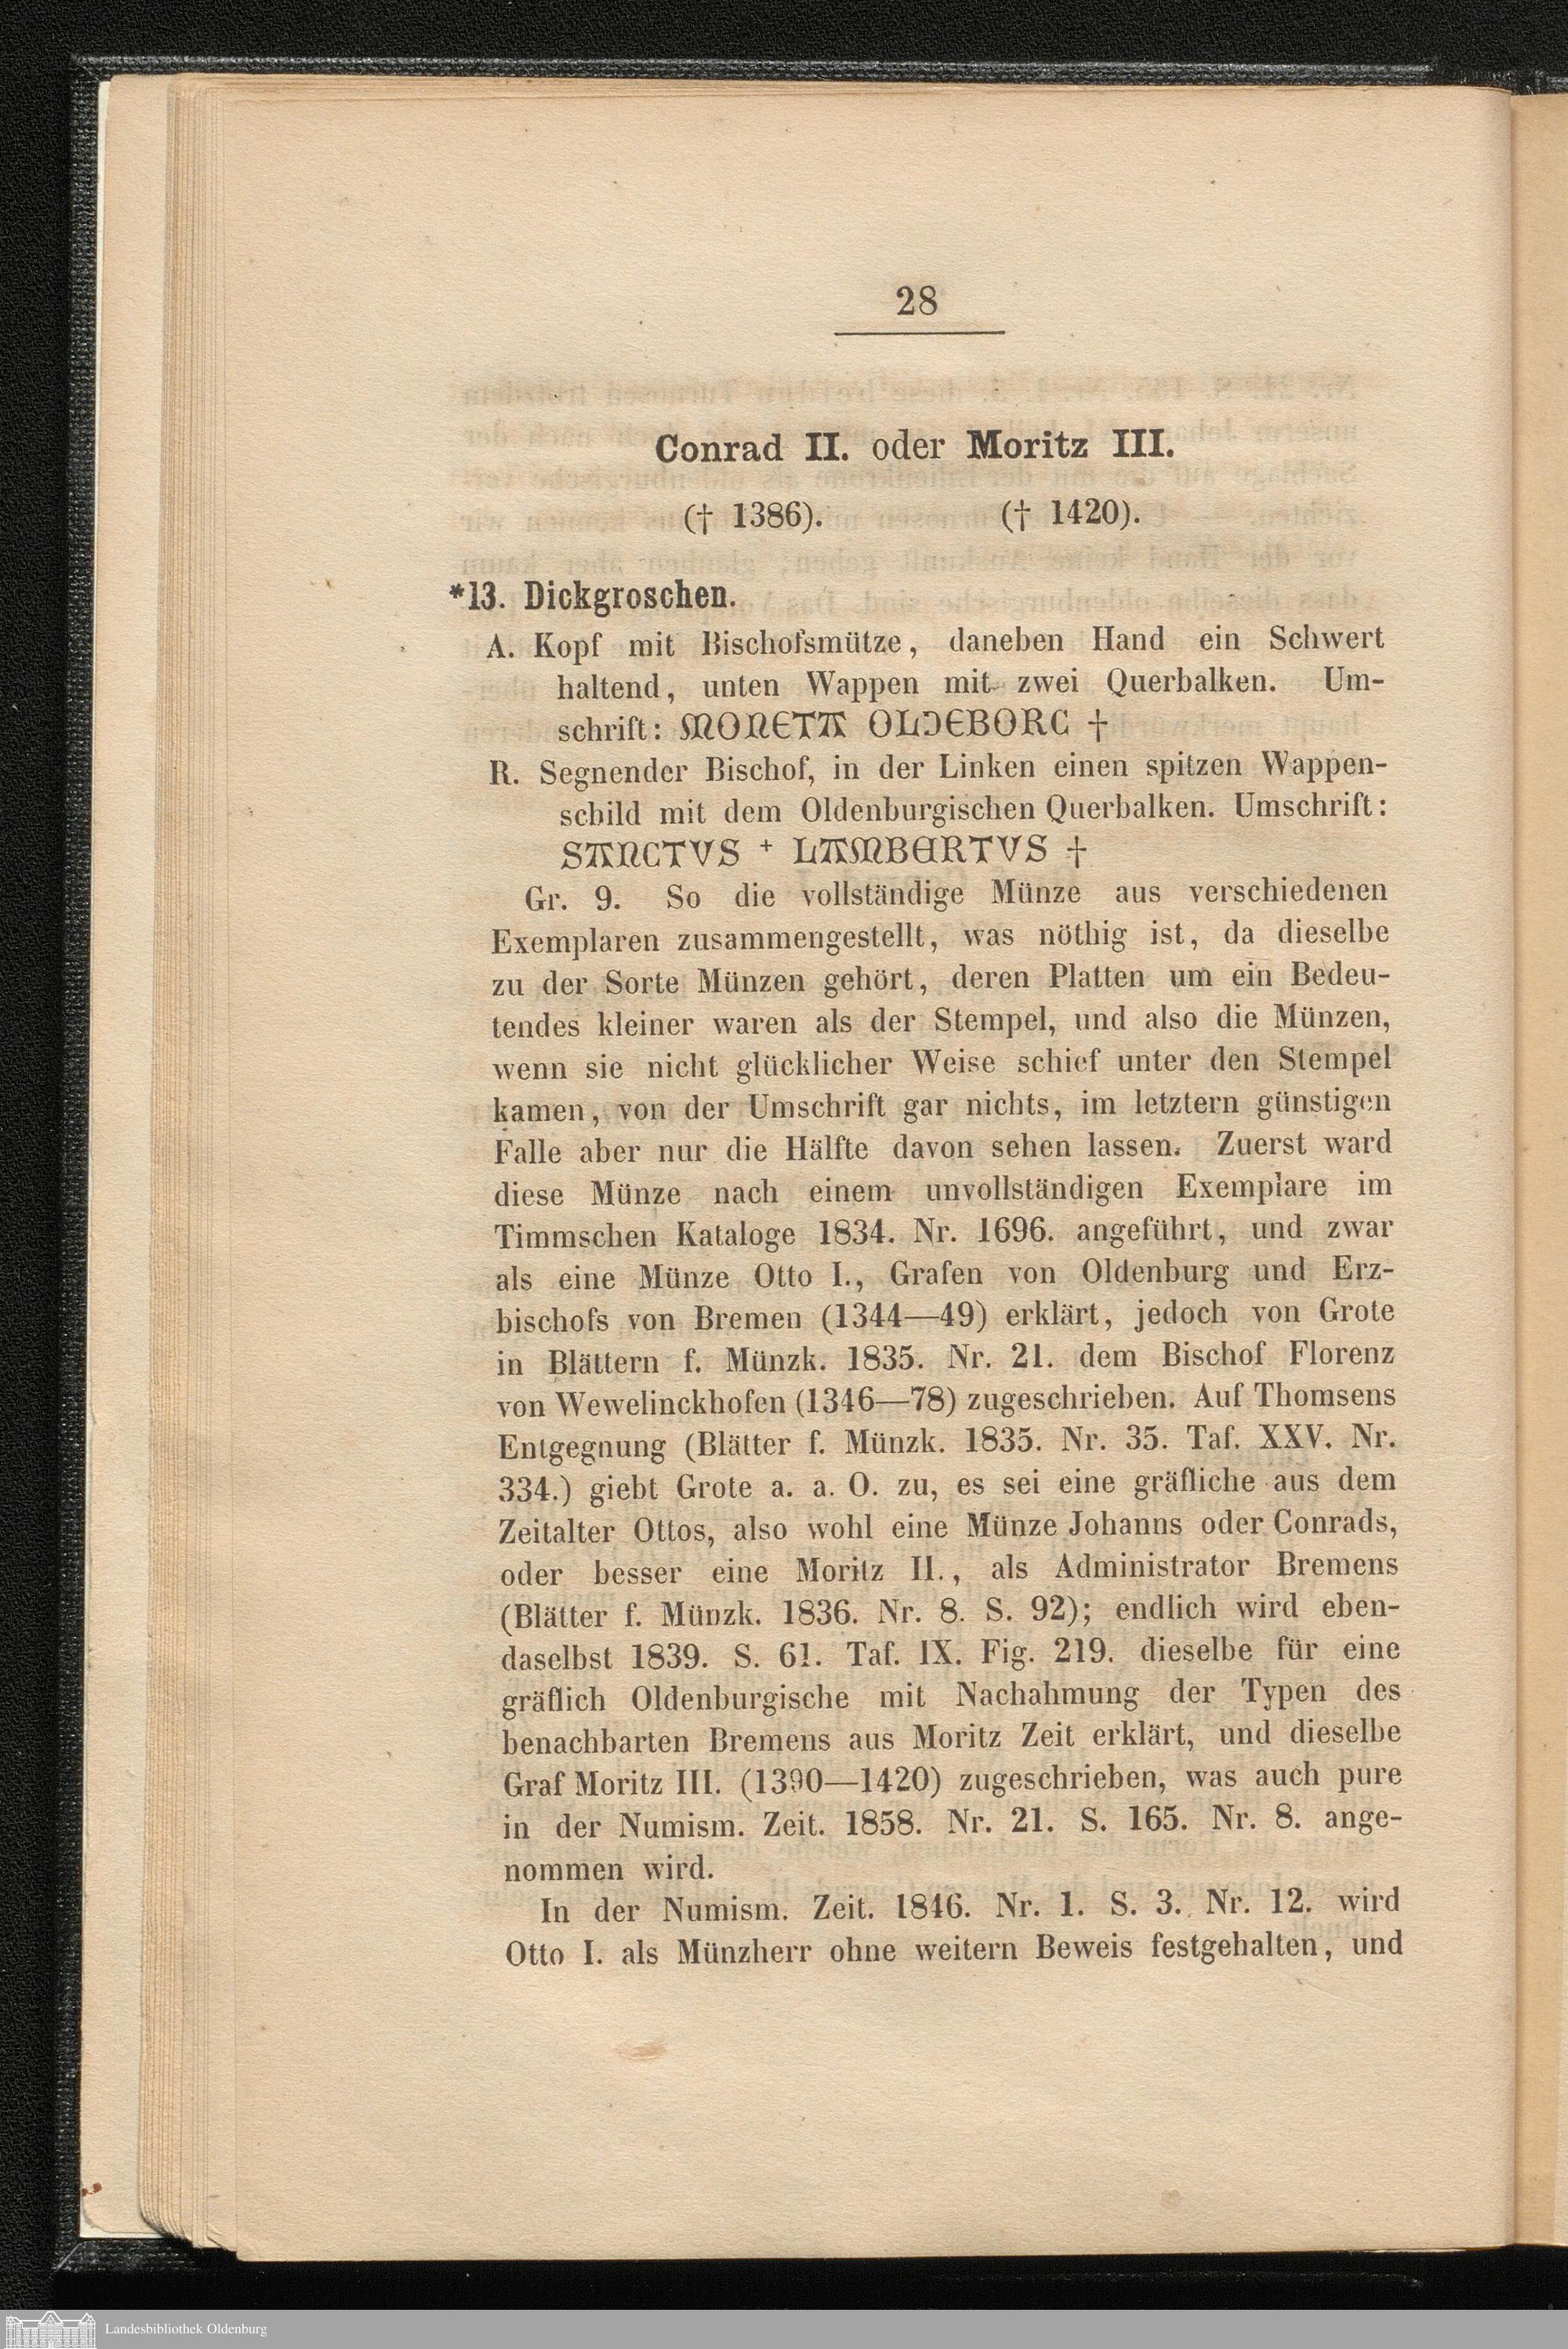 28
Conrad II. oder Moritz III.
(† 1386). († 1420).
*13. Dickgroschen.
A. Kopf mit Bischofsmütze, daneben Hand ein Schwert
haltend, unten Wappen mit zwei Querbalken. Um-
schrift: MONETA OLDEBORC †
R. Segnender Bischof, in der Linken einen spitzen Wappen-
schild mit dem Oldenburgischen Querbalken. Umschrift:
SANCTVS + LAMBERTVS †
Gr. 9. So die vollständige Münze aus verschiedenen
Exemplaren zusammengestellt, was nöthig ist, da dieselbe
zu der Sorte Münzen gehört, deren Platten um ein Bedeu-
tendes kleiner waren als der Stempel, und also die Münzen,
wenn sie nicht glücklicher Weise schief unter den Stempel
kamen, von der Umschrift gar nichts, im letztern günstigen
Falle aber nur die Hälfte davon sehen lassen. Zuerst ward
diese Münze nach einem unvollständigen Exemplare im
Timmschen Kataloge 1834. Nr. 1696. angeführt, und zwar
als eine Münze Otto I., Grafen von Oldenburg und Erz-
bischofs von Bremen (1344—49) erklärt, jedoch von Grote
in Blättern f. Münzk. 1835. Nr. 21. dem Bischof Florenz
von Wewelinckhofen (1346—78) zugeschrieben. Auf Thomsens
Entgegnung (Blätter f. Münzk. 1835. Nr. 35. Taf. XXV. Nr.
334.) giebt Grote a. a. O. zu, es sei eine gräfliche aus dem
Zeitalter Ottos, also wohl eine Münze Johanns oder Conrads,
oder besser eine Moritz II., als Administrator Bremens
(Blätter f. Münzk. 1836. Nr. 8. S. 92); endlich wird eben-
daselbst 1839. S. 61. Taf. IX. Fig. 219. dieselbe für eine
gräflich Oldenburgische mit Nachahmung der Typen des
benachbarten Bremens aus Moritz Zeit erklärt, und dieselbe
Graf Moritz III. (1390—1420) zugeschrieben, was auch pure
in der Numism. Zeit. 1858. Nr. 21. S. 165. Nr. 8. ange-
nommen wird.
In der Numism. Zeit. 1846. Nr. 1. S. 3. Nr. 12. wird
Otto I. als Münzherr ohne weitern Beweis festgehalten, und
Landesbibliothek Oldenburg